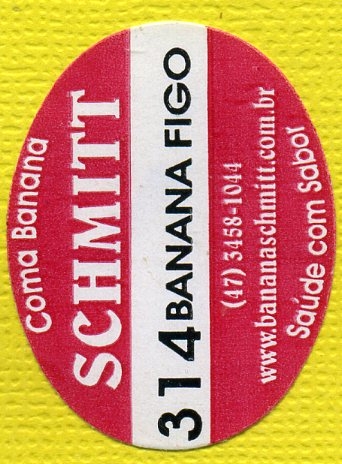 Coma Banana
SCHMITT
314 BANANA FIGO
(47) 3458-1044
www.bananaschmitt.com.br
Saúde com Sabor